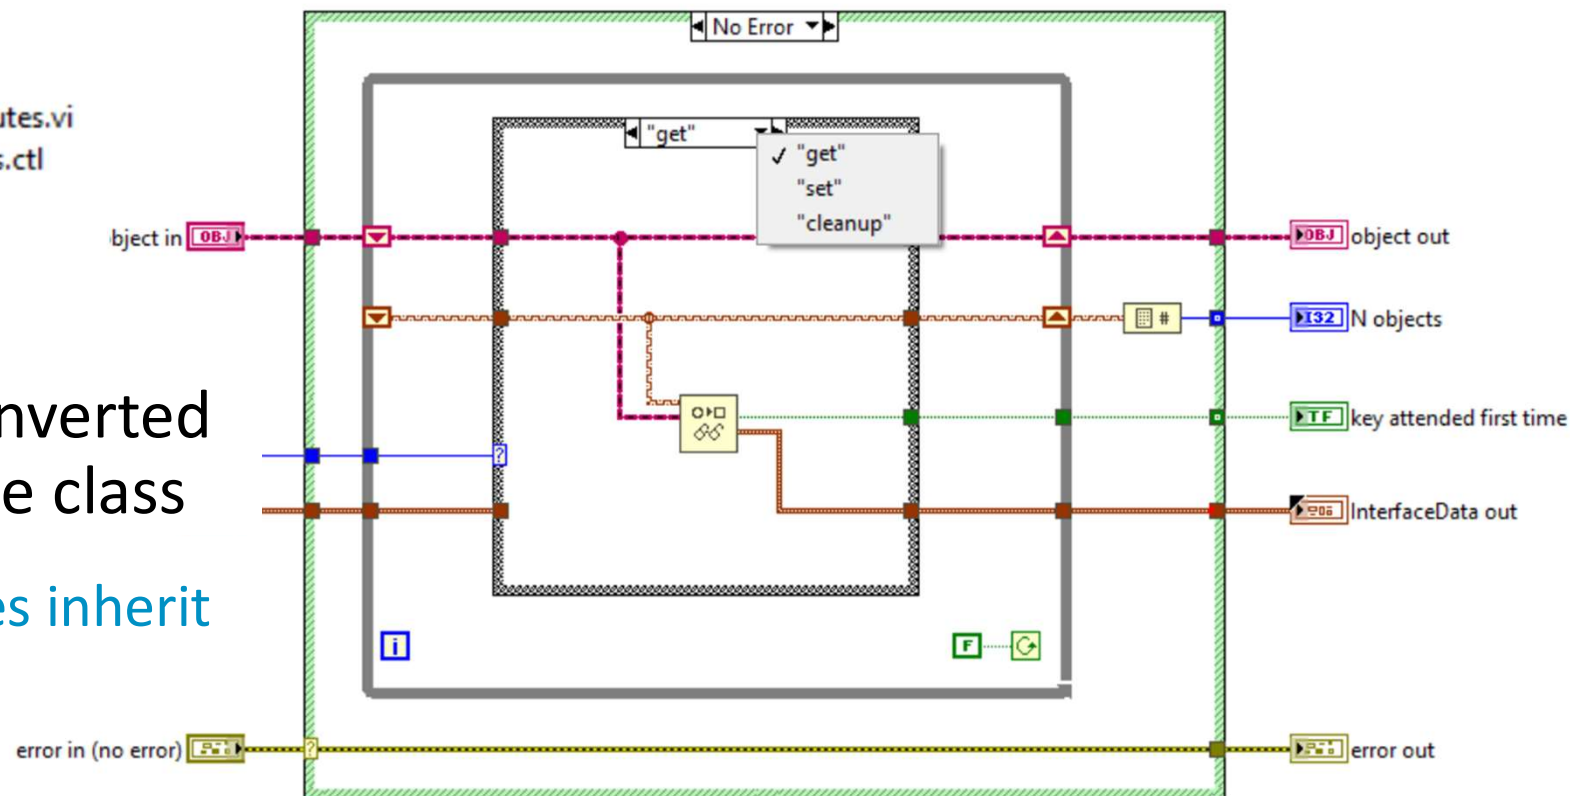 No Error
utes.vi
s.ctl
"get"
"get"
"set"
"cleanup"
bject in
OBJ
OBJ
object out
#
I32
N objects
nverted
TF
key attended first time
?
e class
InterfaceData out
es inherit
i
F
error in (no error)
?
error out